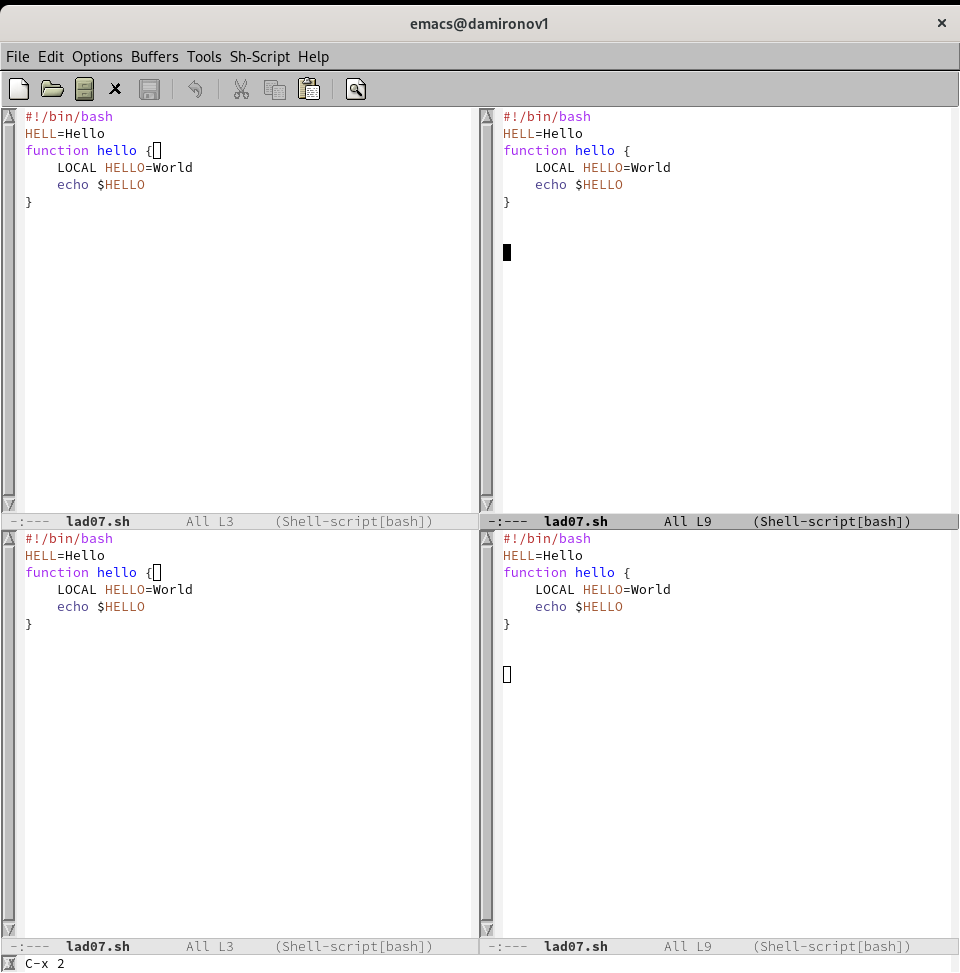 emacs@damironov1
File Edit Options Buffers Tools Sh-Script Help
#!/bin/bash
HELL=Hello
function hello {
    LOCAL HELLO=World
    echo $HELLO
}
-:---  lad07.sh       All L3     (Shell-script[bash])
#!/bin/bash
HELL=Hello
function hello {
    LOCAL HELLO=World
    echo $HELLO
}
-:---  lad07.sh       All L9     (Shell-script[bash])
#!/bin/bash
HELL=Hello
function hello {
    LOCAL HELLO=World
    echo $HELLO
}
-:---  lad07.sh       All L3     (Shell-script[bash])
#!/bin/bash
HELL=Hello
function hello {
    LOCAL HELLO=World
    echo $HELLO
}
-:---  lad07.sh       All L9     (Shell-script[bash])
C-x 2